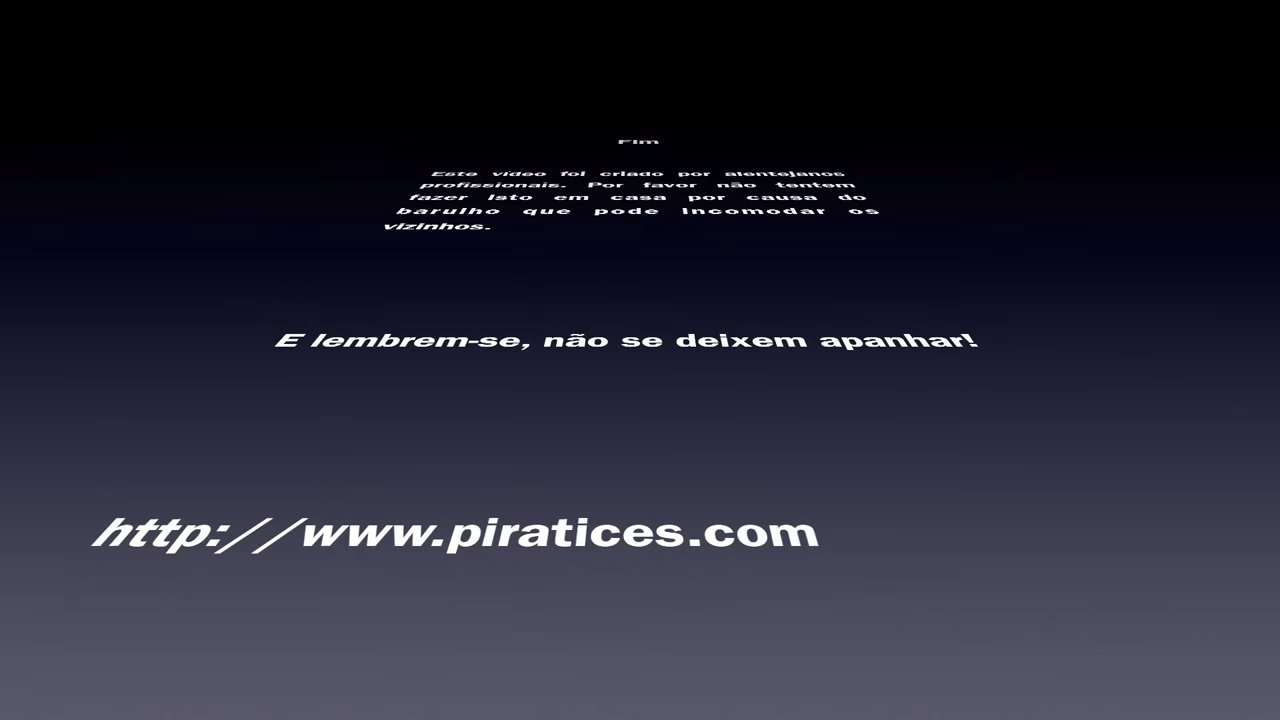 Fim
Este vídeo foi criado por alentejanos
profissionais. Por favor não tentem
fazer isto em casa por causa do
barulho que pode incomodar os
vizinhos.
E lembrem-se, não se deixem apanhar!
http://www.piratices.com